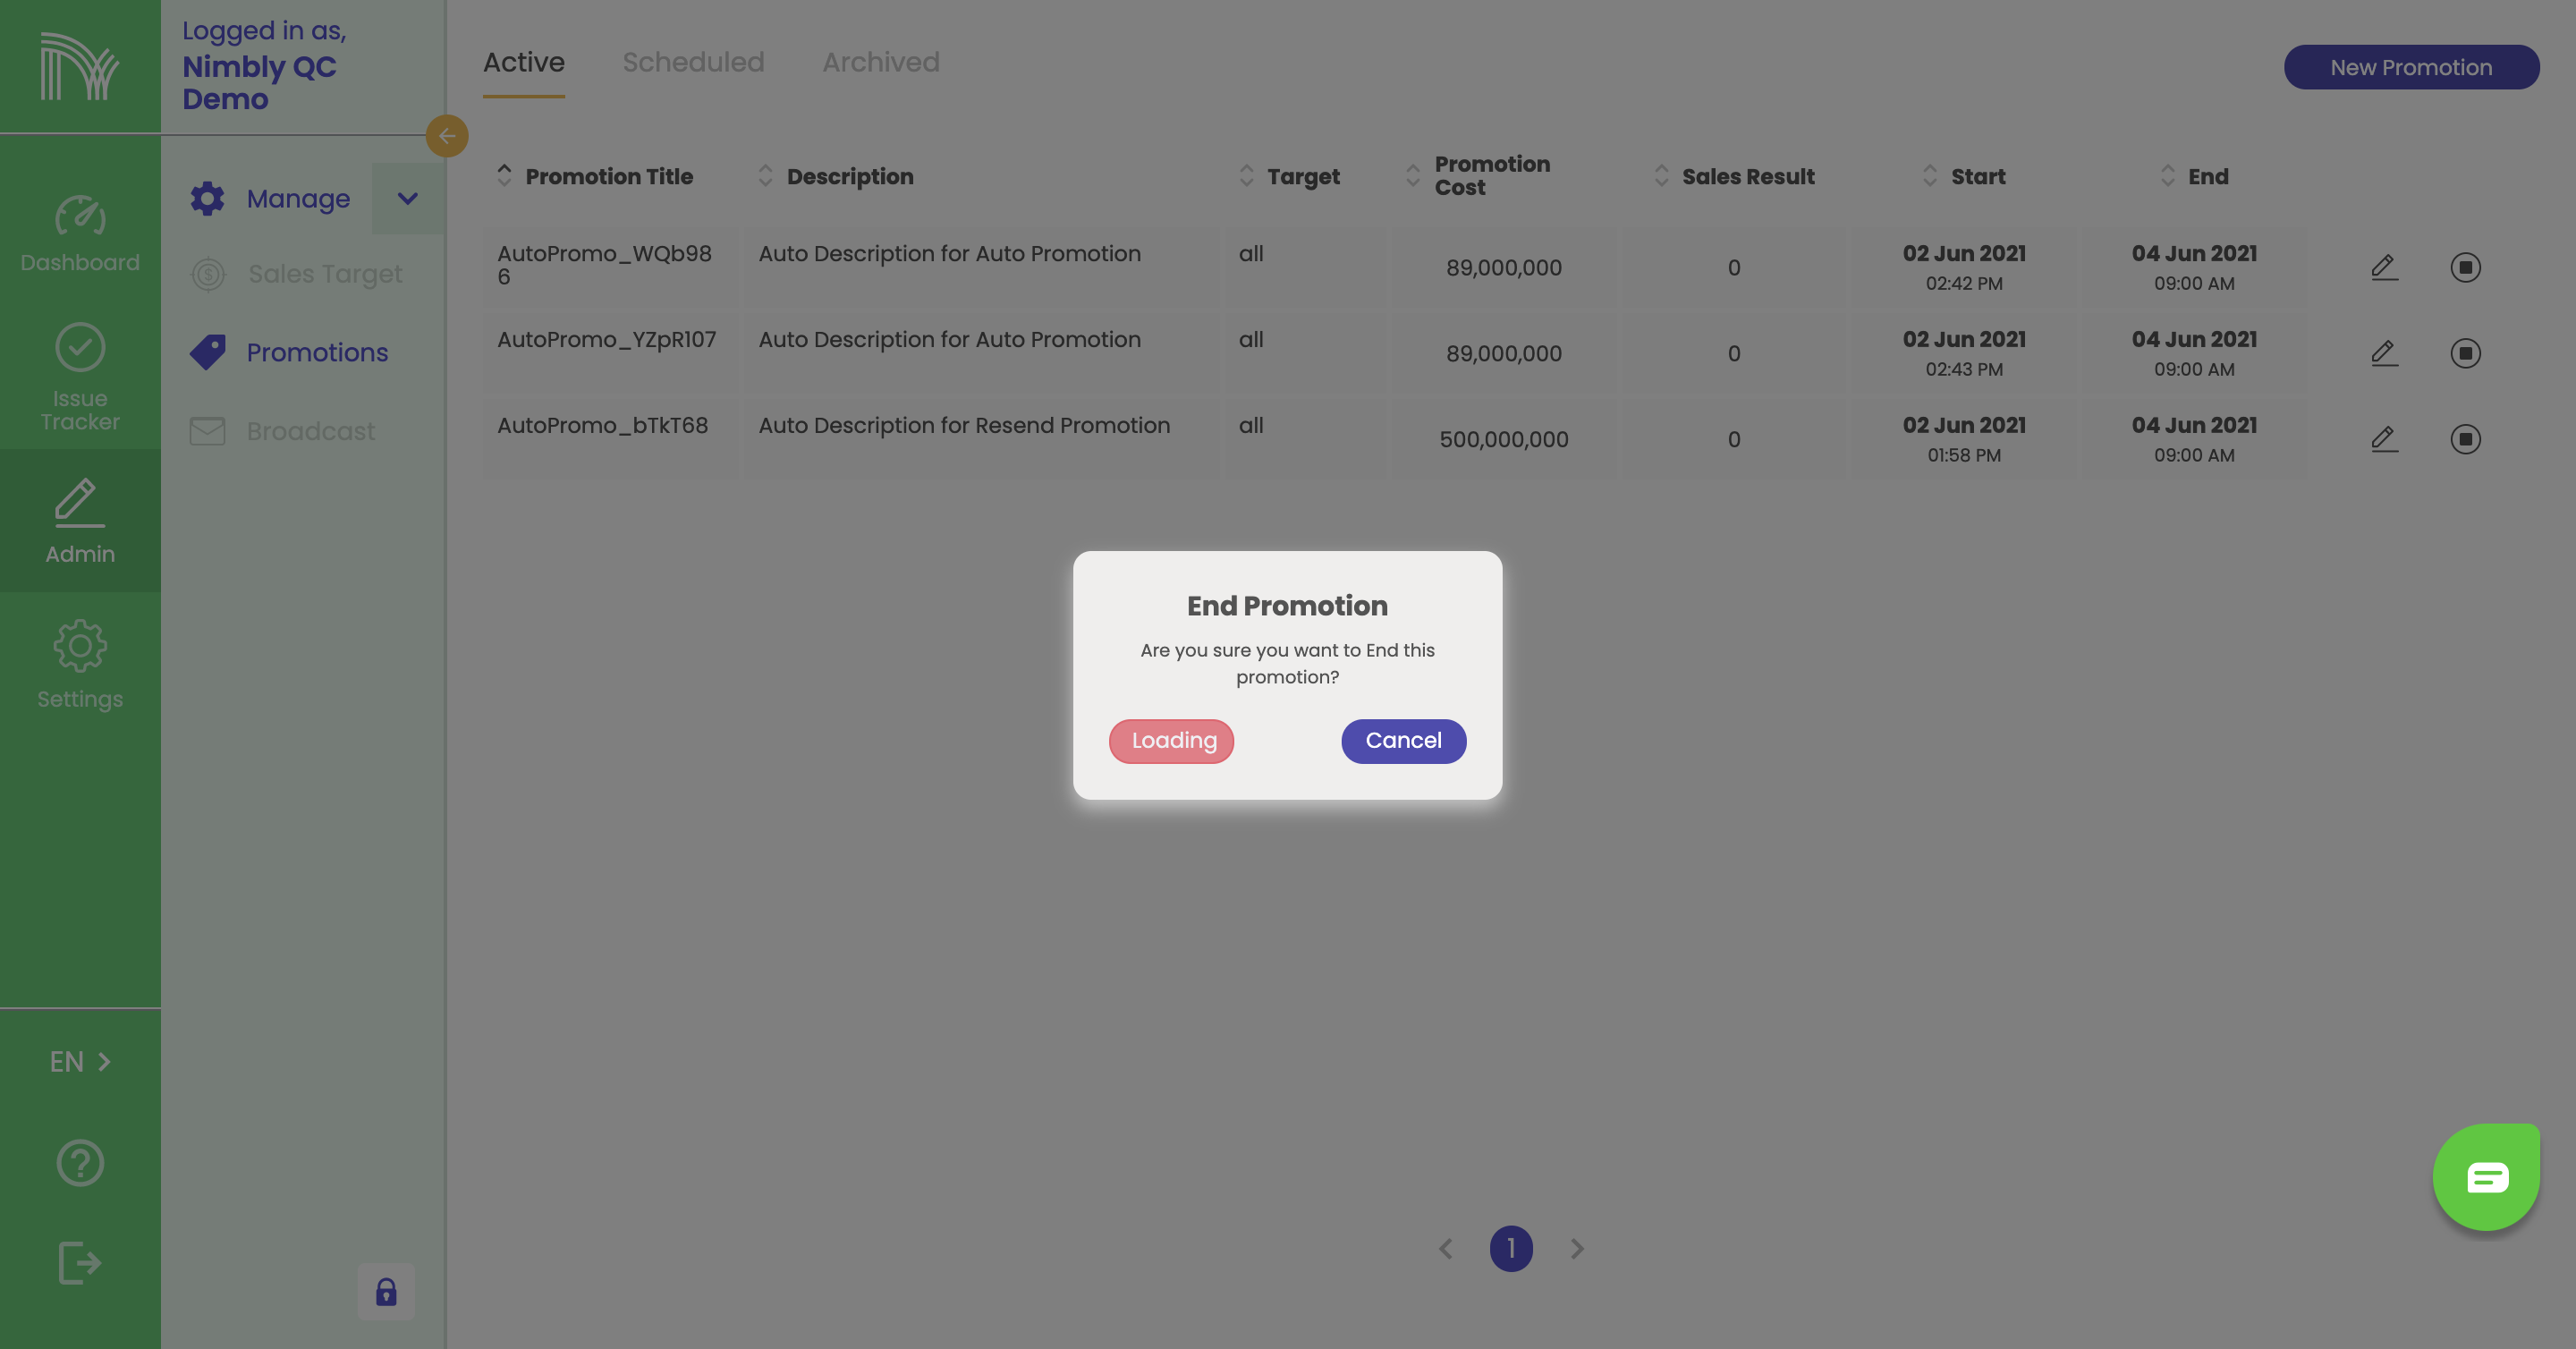 Logged in as,
Nimbly QC
Demo
Dashboard
Issue
Tracker
Admin
Settings
EN
Manage
Sales Target
Promotions
Broadcast
Active Scheduled Archived
New Promotion
Promotion Title Description Target Promotion Cost Sales Result Start End
AutoPromo_WQb98 Auto Description for Auto Promotion all 89,000,000 0 02 Jun 2021 04 Jun 2021
6 02:42 PM 09:00 AM
AutoPromo_YZpR107 Auto Description for Auto Promotion all 89,000,000 0 02 Jun 2021 04 Jun 2021
02:43 PM 09:00 AM
AutoPromo_bTkT68 Auto Description for Resend Promotion all 500,000,000 0 02 Jun 2021 04 Jun 2021
01:58 PM 09:00 AM
End Promotion
Are you sure you want to End this
promotion?
Loading Cancel
1